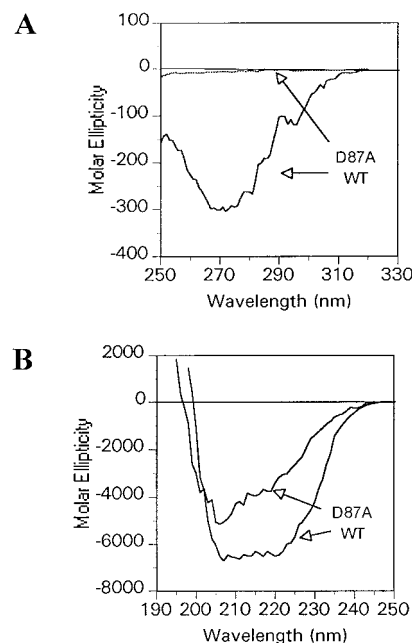 A
Molar Ellipticity
100
0
-100
-200
-300
-400
D87A
WT
250 270 290 310 330
Wavelength (nm)
B
Molar Ellipticity
2000
0
-2000
-4000
-6000
-8000
D87A
WT
190 200 210 220 230 240 250
Wavelength (nm)